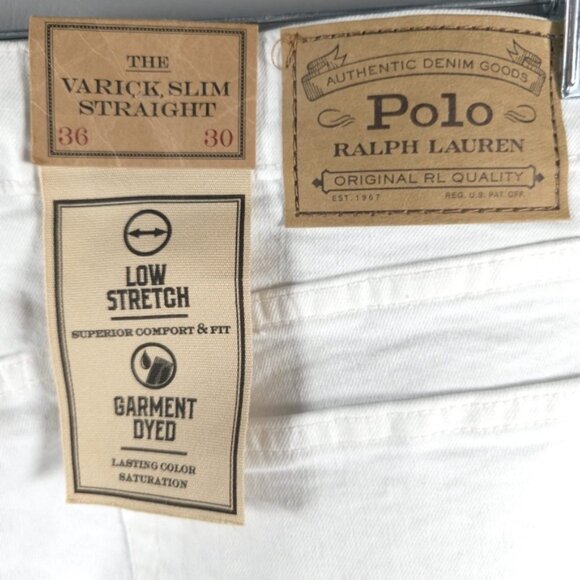 THE
VARICK SLIM
STRAIGHT
36 30
LOW
STRETCH
SUPERIOR COMFORT & FIT
GARMENT
DYED
LASTING COLOR
SATURATION
AUTHENTIC DENIM GOODS
Polo
RALPH LAUREN
ORIGINAL RL QUALITY
EST. 1967 REG. U.S. PAT. OFF.